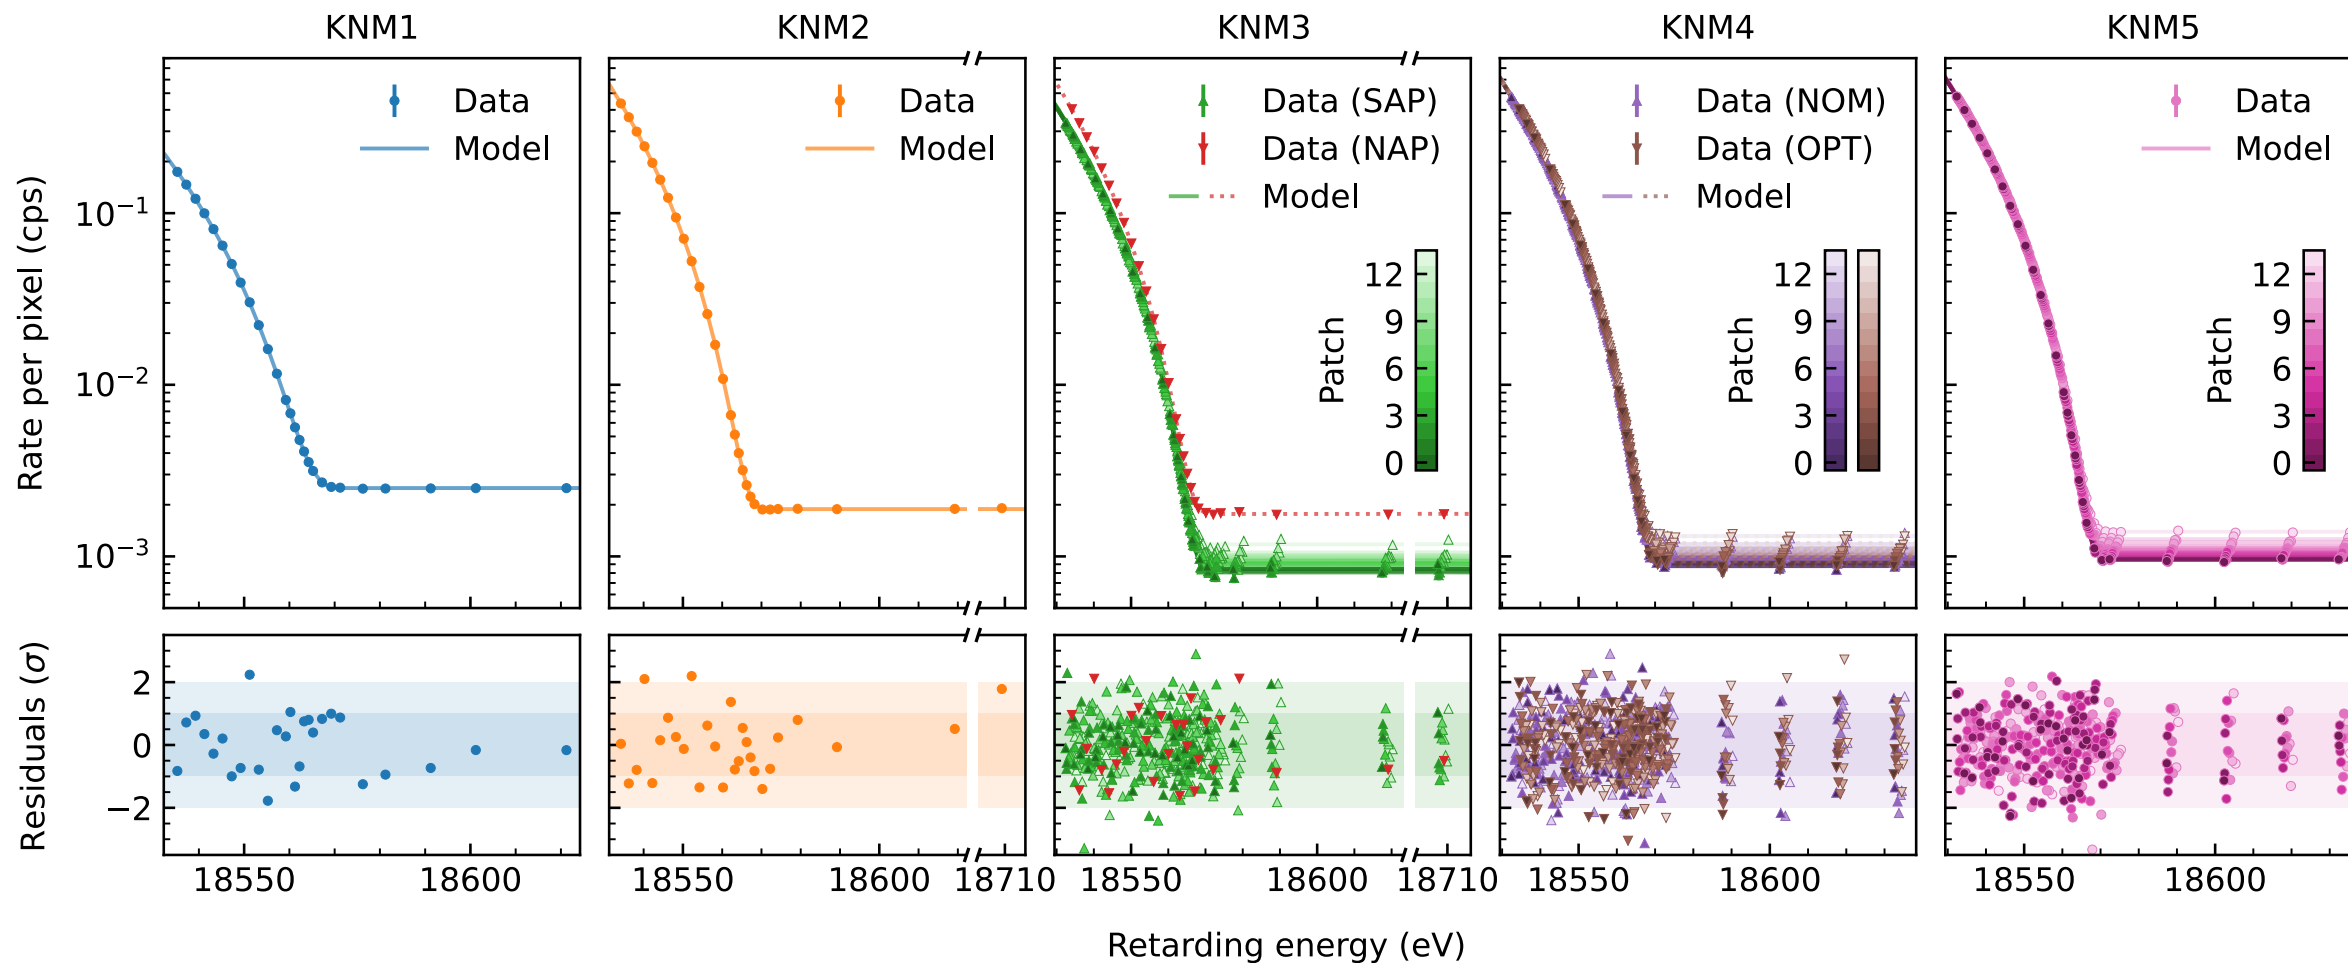 KNM1 KNM2 KNM3 KNM4 KNM5
Rate per pixel (cps)
10⁻¹
10⁻²
10⁻³
Data
Model
Data
Model
Data (SAP)
Data (NAP)
Model
Patch
12
9
6
3
0
Data (NOM)
Data (OPT)
Model
Patch
12
9
6
3
0
Data
Model
Patch
12
9
6
3
0
Residuals (σ)
2
0
−2
18550 18600 18550 18600 18710 18550 18600 18710 18550 18600 18550 18600
Retarding energy (eV)